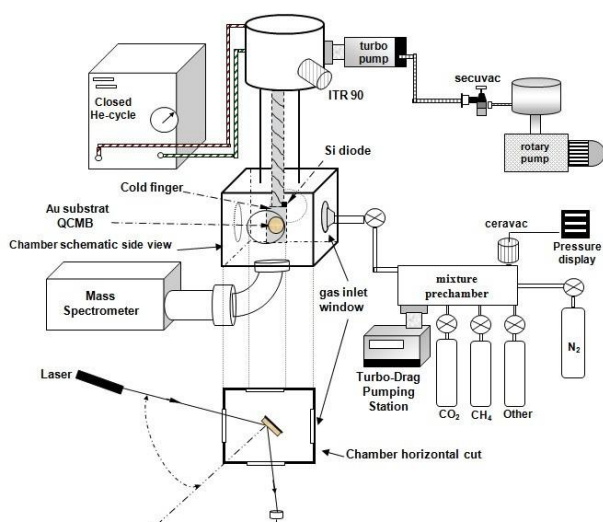 turbo
pump
secuvac
ITR 90
Closed
He-cycle
rotary
pump
Si diode
Cold finger
Au substrat
QCMB
Chamber schematic side view
ceravac
Pressure
display
mixture
prechamber
gas inlet
window
Mass
Spectrometer
N₂
Turbo-Drag
Pumping
Station
CO₂
CH₄
Other
Laser
Chamber horizontal cut